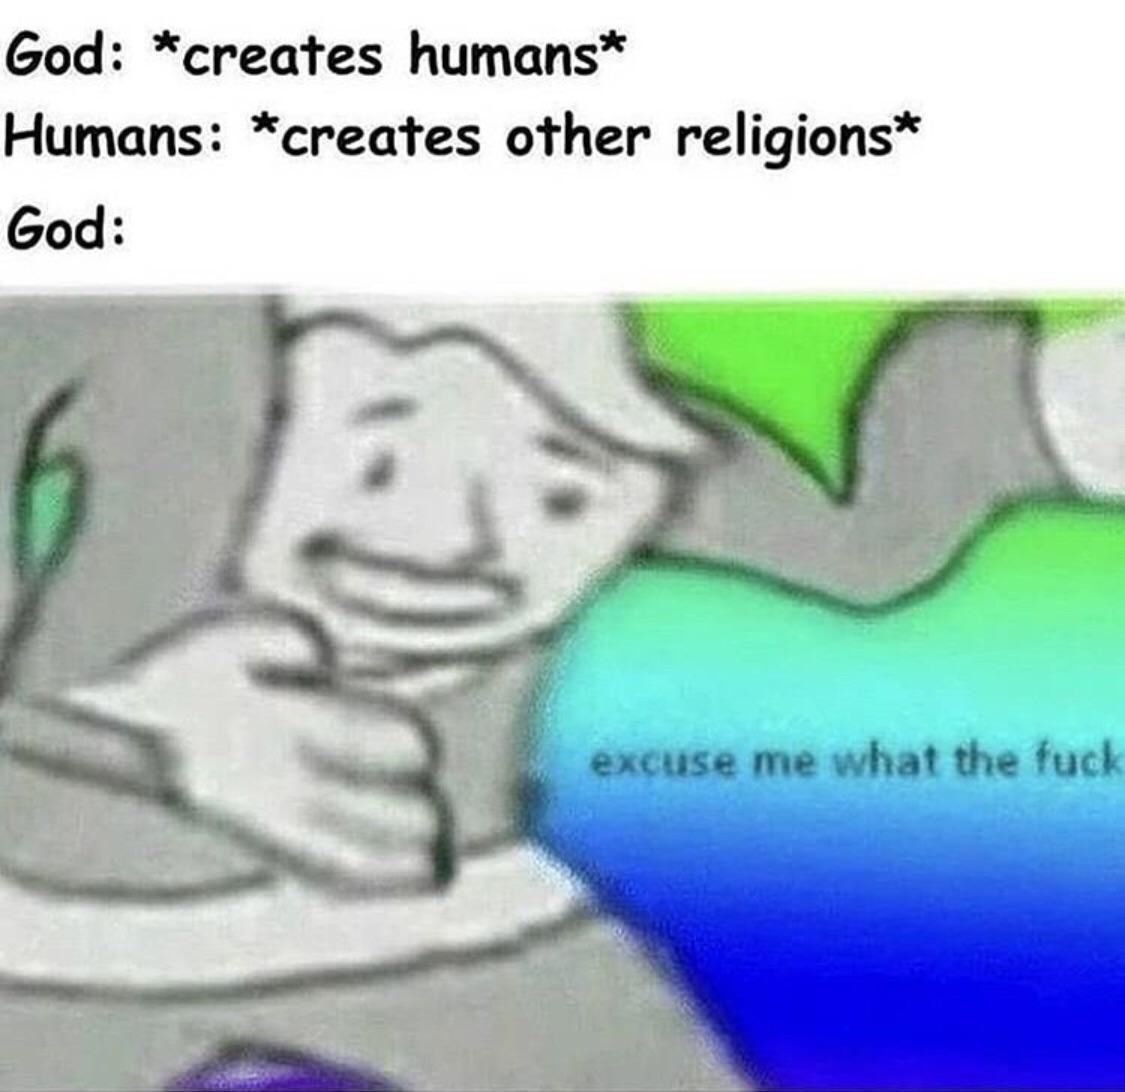 God: *creates humans*
Humans: *creates other religions*
God:
excuse me what the fuck